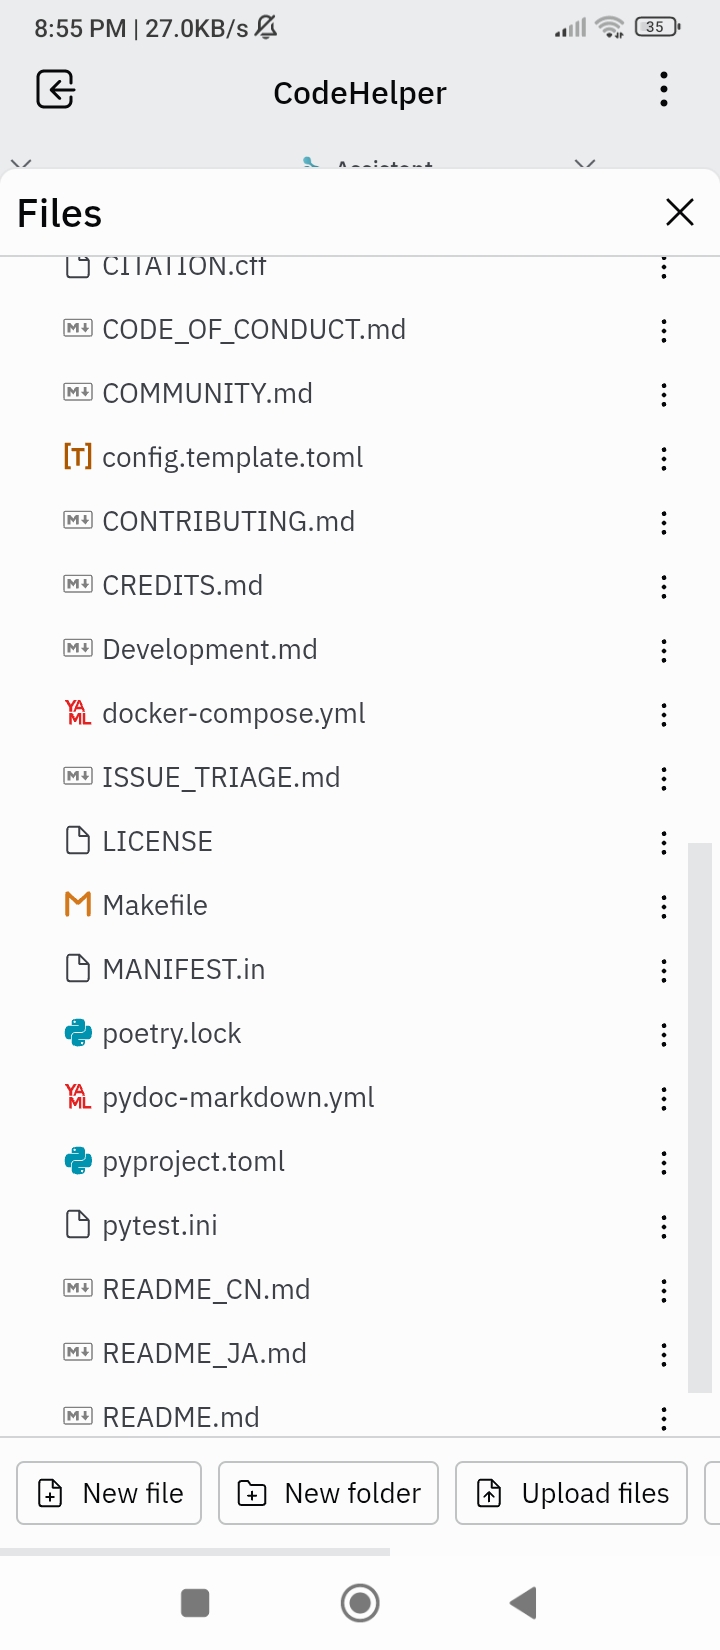 8:55 PM | 27.0KB/s 35
CodeHelper
Assistant
Files
CITATION.cff
CODE_OF_CONDUCT.md
COMMUNITY.md
[T] config.template.toml
CONTRIBUTING.md
CREDITS.md
Development.md
YAML docker-compose.yml
ISSUE_TRIAGE.md
LICENSE
Makefile
MANIFEST.in
poetry.lock
YAML pydoc-markdown.yml
pyproject.toml
pytest.ini
README_CN.md
README_JA.md
README.md
New file New folder Upload files